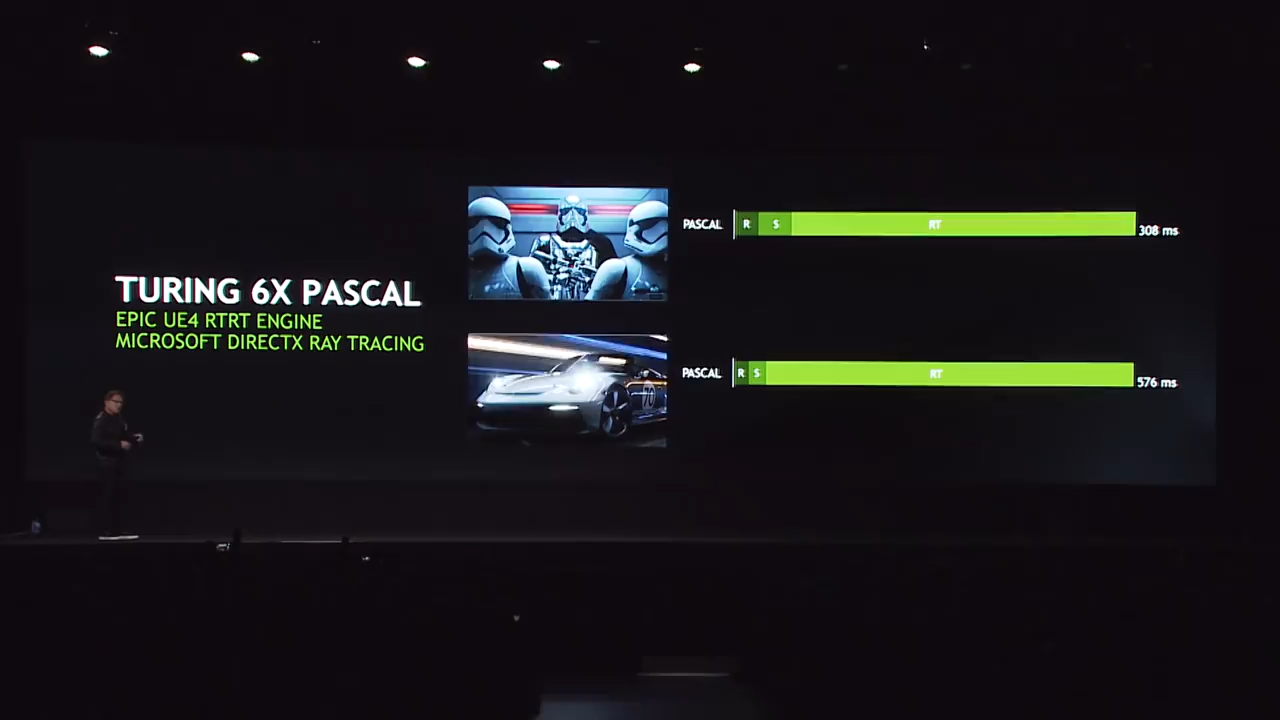 TURING 6X PASCAL
EPIC UE4 RTRT ENGINE
MICROSOFT DIRECTX RAY TRACING
PASCAL R S RT 308 ms
70
PASCAL R S RT 576 ms